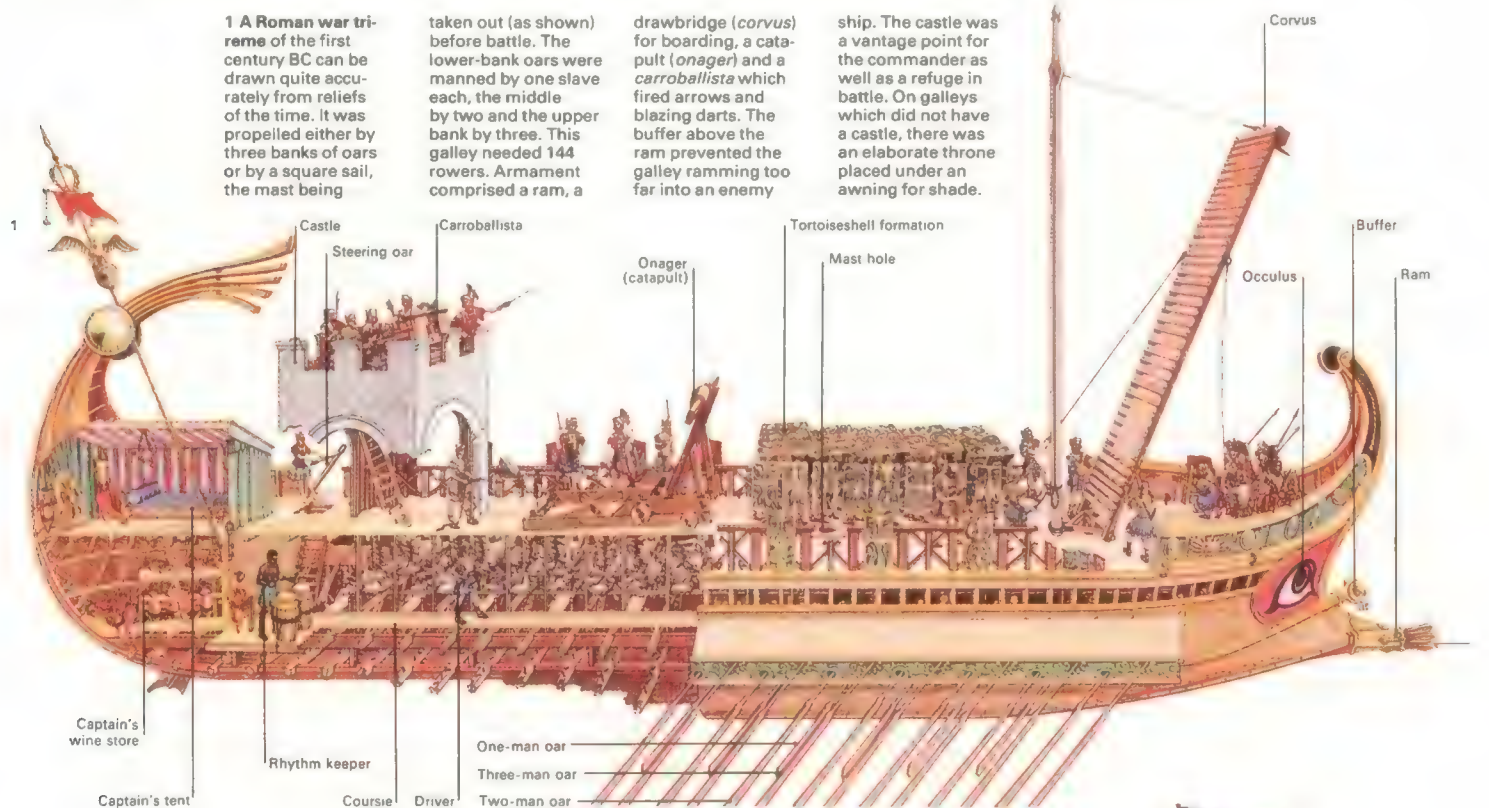 1 A Roman war tri-
reme of the first
century BC can be
drawn quite accu-
rately from reliefs
of the time. It was
propelled either by
three banks of oars
or by a square sail,
the mast being
taken out (as shown)
before battle. The
lower-bank oars were
manned by one slave
each, the middle
by two and the upper
bank by three. This
galley needed 144
rowers. Armament
comprised a ram, a
drawbridge (corvus)
for boarding, a cata-
pult (onager) and a
carroballista which
fired arrows and
blazing darts. The
buffer above the
ram prevented the
galley ramming too
far into an enemy
ship. The castle was
a vantage point for
the commander as
well as a refuge in
battle. On galleys
which did not have
a castle, there was
an elaborate throne
placed under an
awning for shade.
Corvus
1
Castle
Steering oar
Carroballista
Onager
(catapult)
Tortoiseshell formation
Mast hole
Buffer
Occulus
Ram
Captain's
wine store
Rhythm keeper
Captain's tent
Coursie
Driver
One-man oar
Three-man oar
Two-man oar